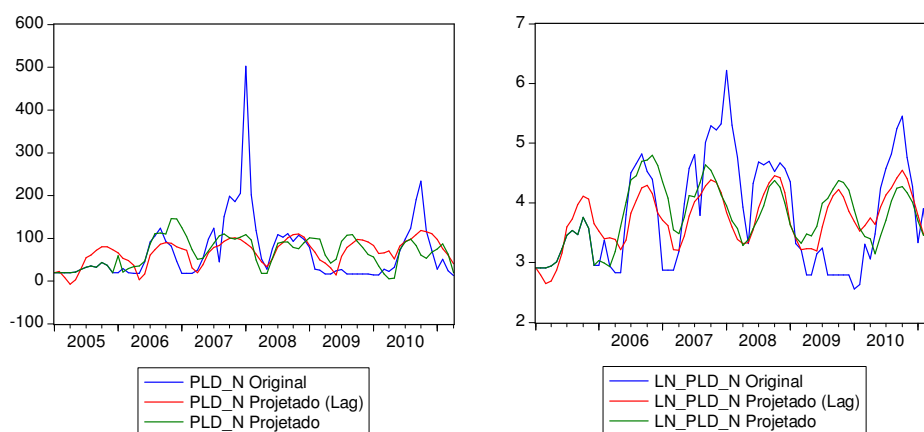 600
500
400
300
200
100
0
-100
2005 2006 2007 2008 2009 2010
PLD_N Original
PLD_N Projetado (Lag)
PLD_N Projetado
7
6
5
4
3
2
2006 2007 2008 2009 2010
LN_PLD_N Original
LN_PLD_N Projetado (Lag)
LN_PLD_N Projetado